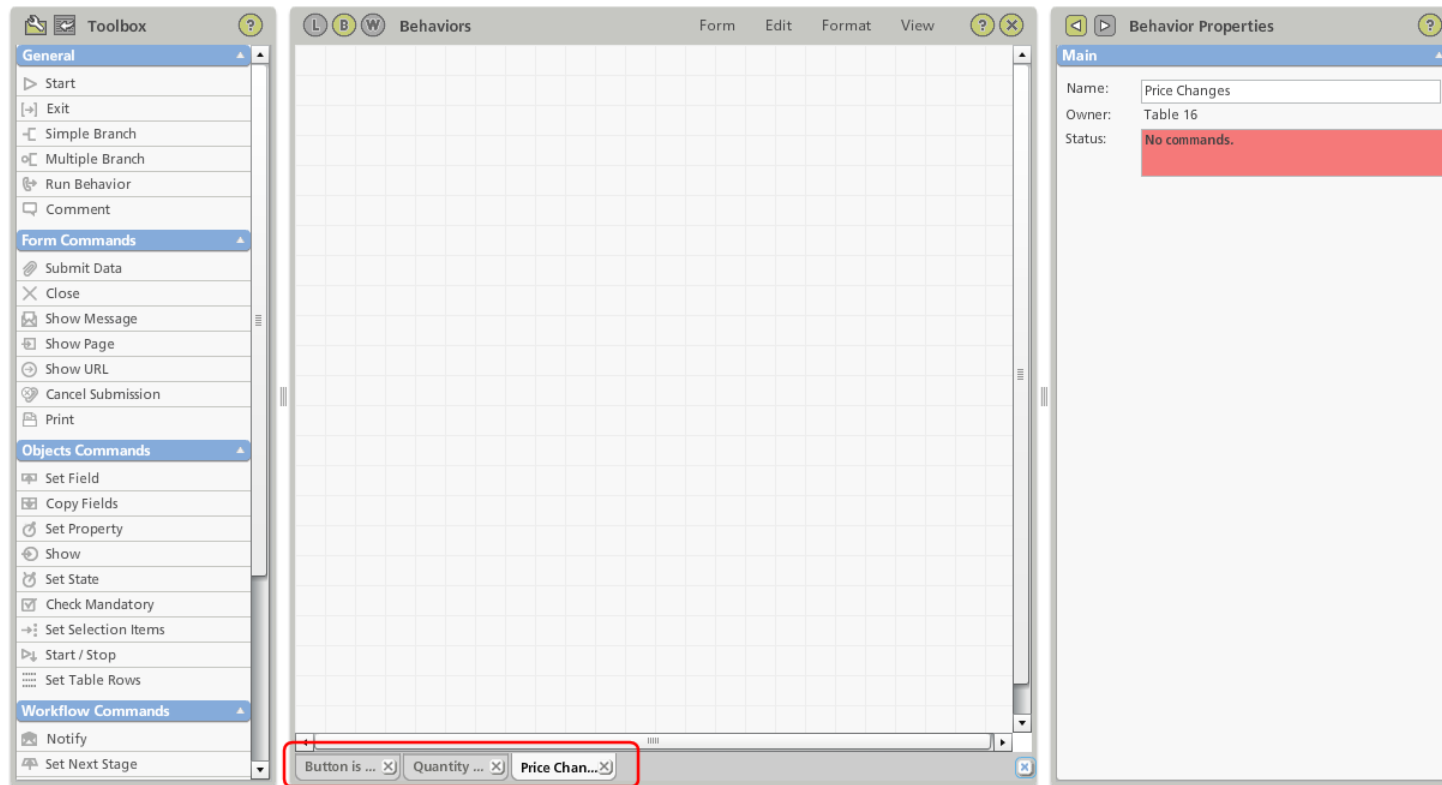 Toolbox
?
General
Start
Exit
Simple Branch
Multiple Branch
Run Behavior
Comment
Form Commands
Submit Data
Close
Show Message
Show Page
Show URL
Cancel Submission
Print
Objects Commands
Set Field
Copy Fields
Set Property
Show
Set State
Check Mandatory
Set Selection Items
Start / Stop
Set Table Rows
Workflow Commands
Notify
Set Next Stage
L B W Behaviors Form Edit Format View ?
Button is ... Quantity ... Price Chan...
Behavior Properties ?
Main
Name: Price Changes
Owner: Table 16
Status: No commands.